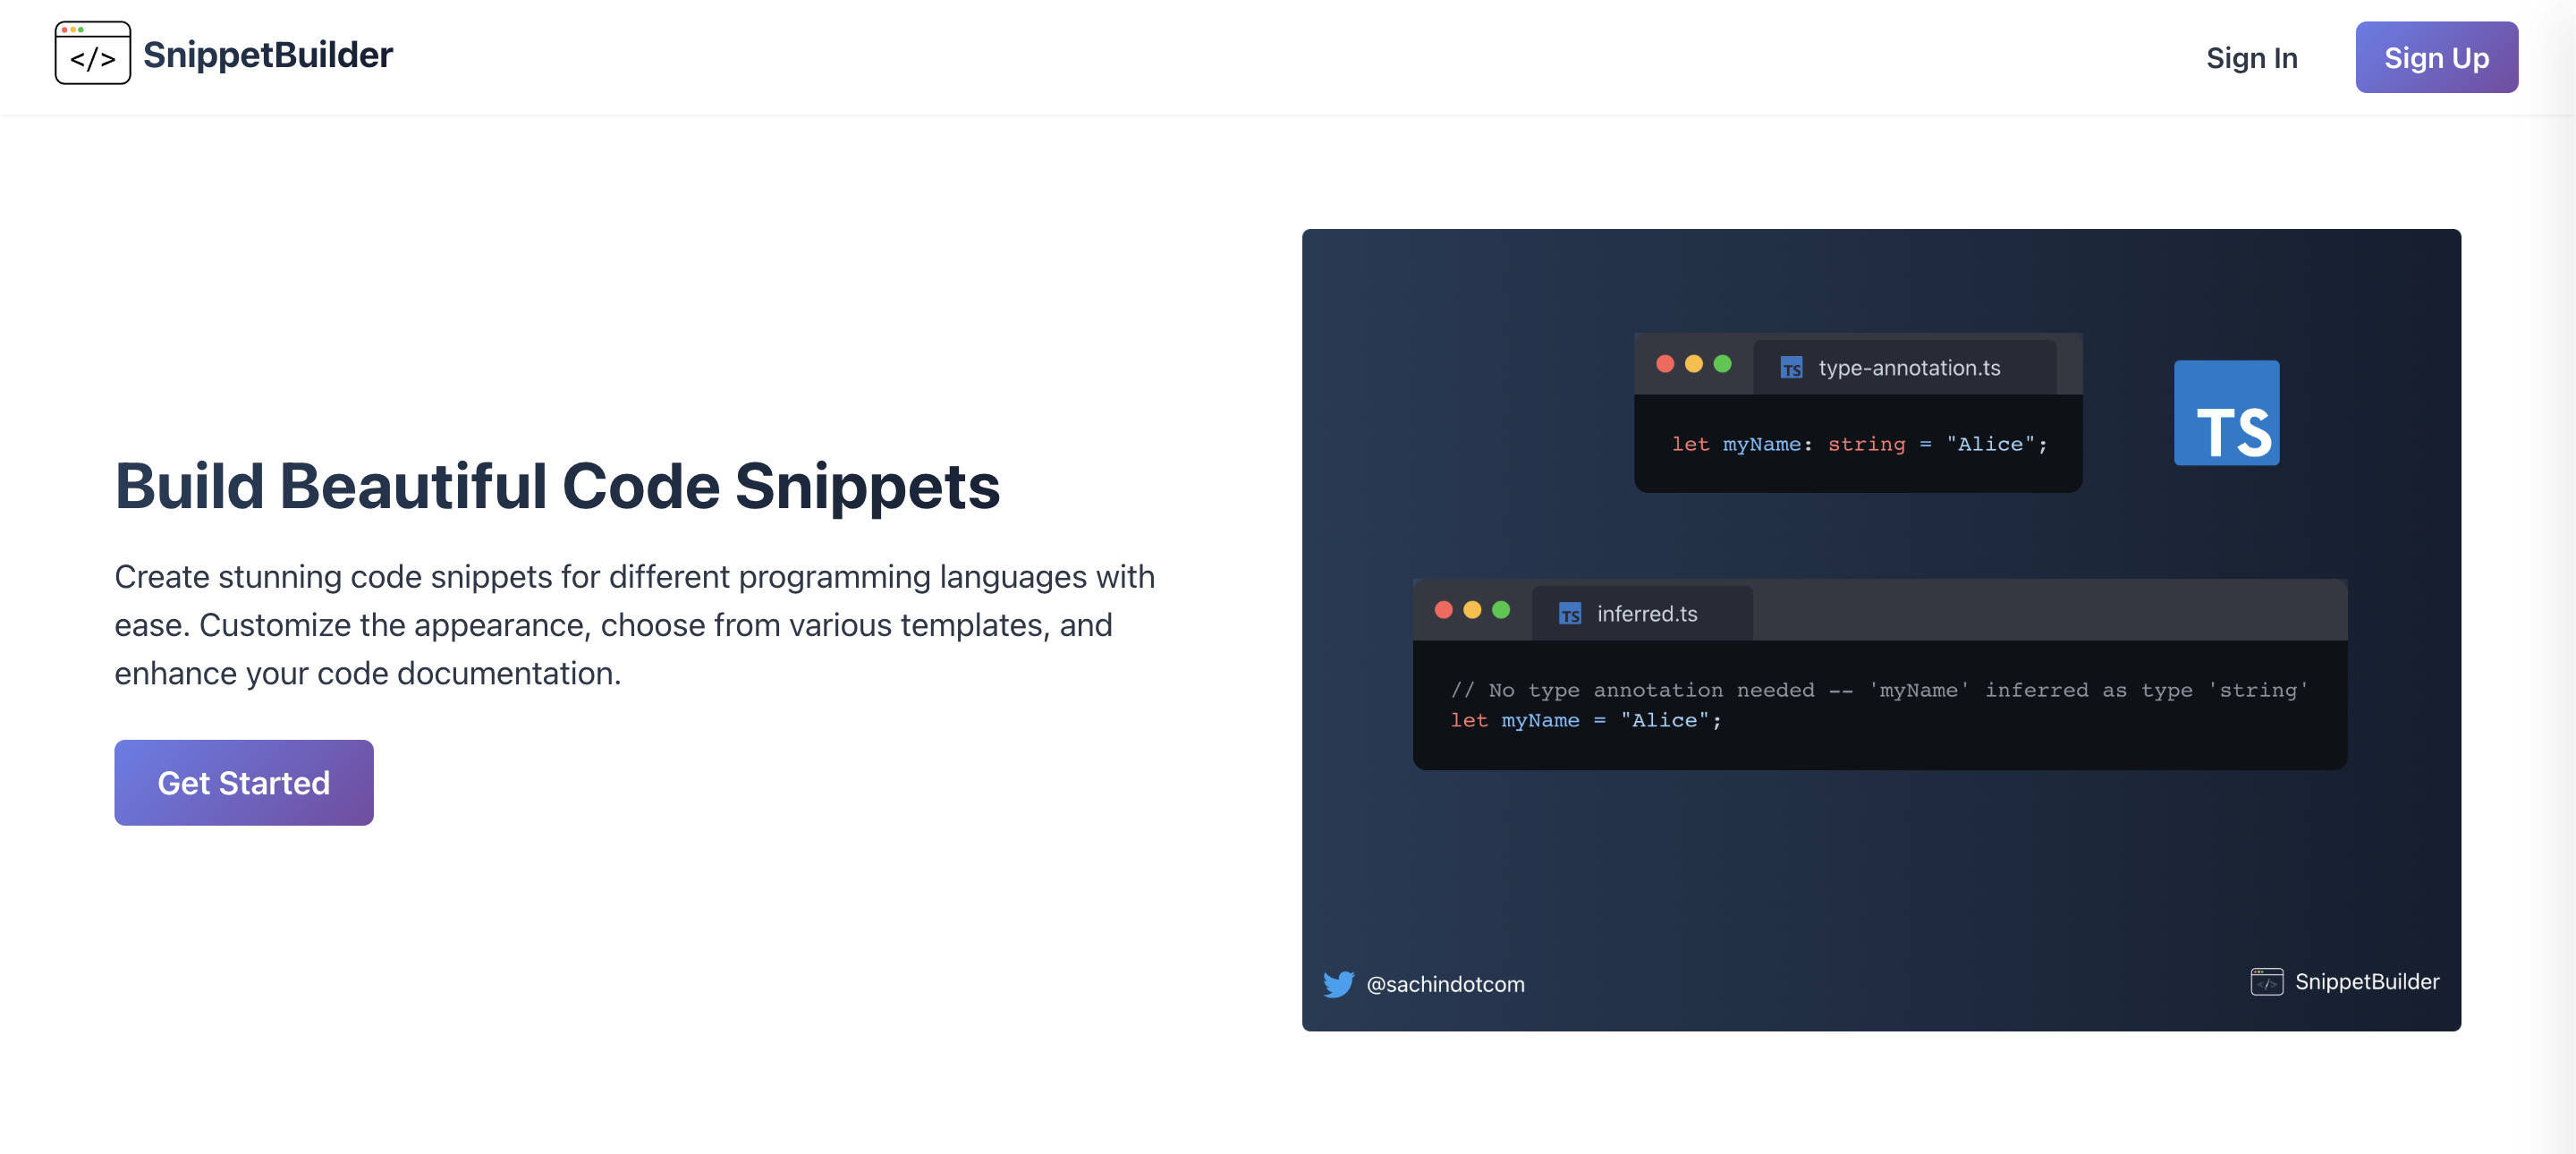 </> SnippetBuilder
Sign In
Sign Up
Build Beautiful Code Snippets
Create stunning code snippets for different programming languages with
ease. Customize the appearance, choose from various templates, and
enhance your code documentation.
Get Started
TS type-annotation.ts
let myName: string = "Alice";
TS
TS inferred.ts
// No type annotation needed -- 'myName' inferred as type 'string'
let myName = "Alice";
@sachindotcom
</> SnippetBuilder